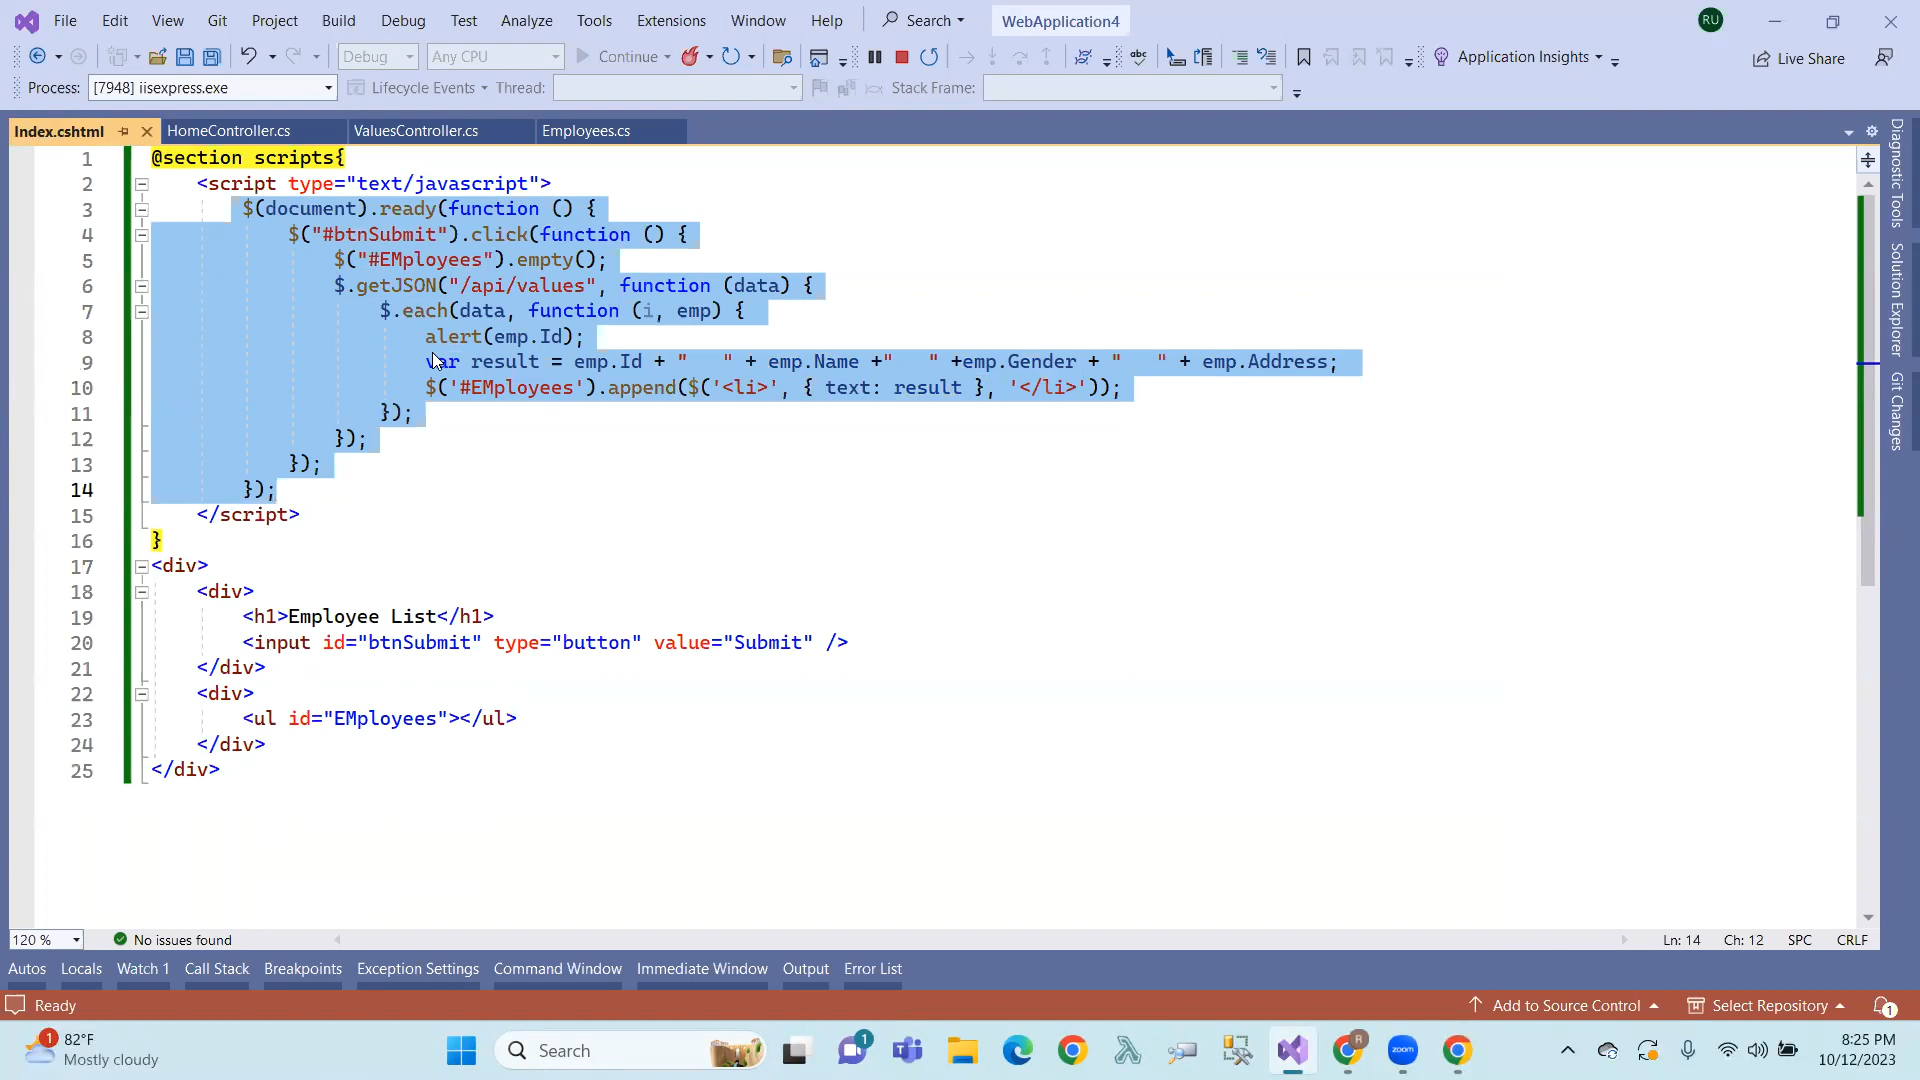 File Edit View Git Project Build Debug Test Analyze Tools Extensions Window Help Search WebApplication4 RU
Debug Any CPU Continue Application Insights Live Share
Process: [7948] iisexpress.exe Lifecycle Events Thread: Stack Frame:
Index.cshtml HomeController.cs ValuesController.cs Employees.cs
1 @section scripts{
2 <script type="text/javascript">
3 $(document).ready(function () {
4 $("#btnSubmit").click(function () {
5 $("#EMployees").empty();
6 $.getJSON("/api/values", function (data) {
7 $.each(data, function (i, emp) {
8 alert(emp.Id);
9 var result = emp.Id + "   " + emp.Name +"   " +emp.Gender + "   " + emp.Address;
10 $('#EMployees').append($('<li>', { text: result }, '</li>'));
11 });
12 });
13 });
14 });
15 </script>
16 }
17 <div>
18 <div>
19 <h1>Employee List</h1>
20 <input id="btnSubmit" type="button" value="Submit" />
21 </div>
22 <div>
23 <ul id="EMployees"></ul>
24 </div>
25 </div>
Diagnostic Tools
Solution Explorer
Git Changes
120 % No issues found Ln: 14 Ch: 12 SPC CRLF
Autos Locals Watch 1 Call Stack Breakpoints Exception Settings Command Window Immediate Window Output Error List
Ready Add to Source Control Select Repository 1
1 82°F
Mostly cloudy
Search 1 R zoom
8:25 PM
10/12/2023